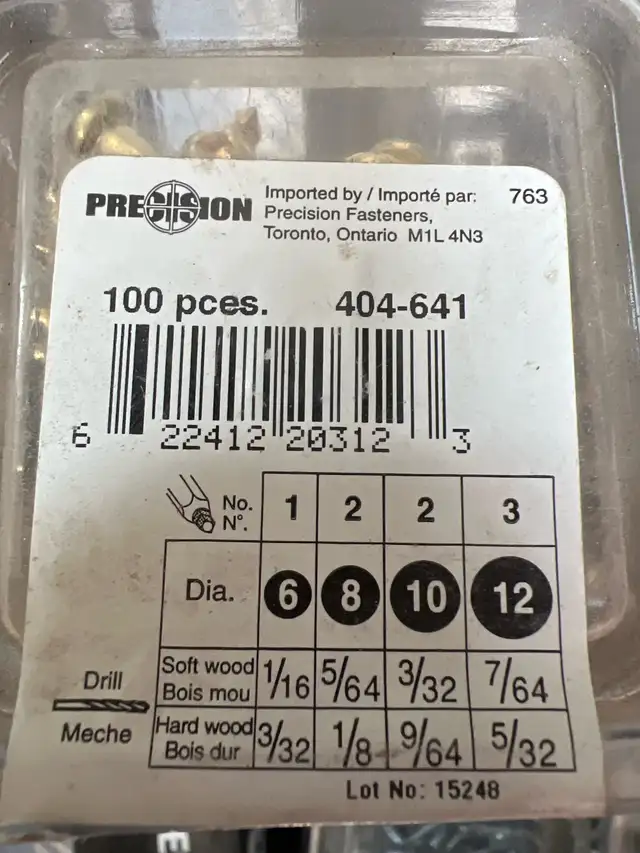 PRECISION
Imported by / Importé par:
Precision Fasteners,
Toronto, Ontario M1L 4N3
763
100 pces. 404-641
6 22412 20312 3
No. N°. 1 2 2 3
Dia. 6 8 10 12
Drill
Meche
Soft wood
Bois mou
1/16 5/64 3/32 7/64
Hard wood
Bois dur
3/32 1/8 9/64 5/32
Lot No: 15248